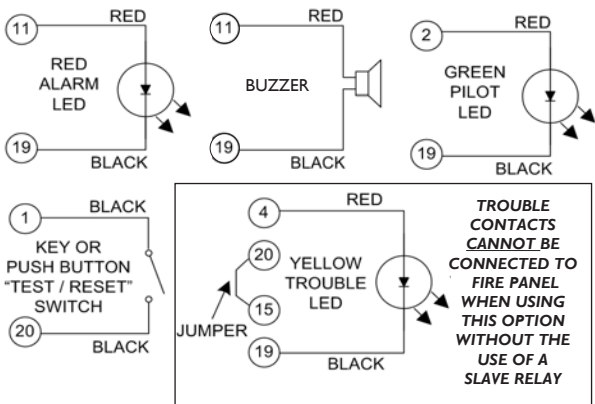 11
RED
RED
ALARM
LED
19
BLACK
11
RED
BUZZER
19
BLACK
2
RED
GREEN
PILOT
LED
19
BLACK
1
BLACK
KEY OR
PUSH BUTTON
“TEST / RESET”
SWITCH
20
BLACK
4
RED
20
YELLOW
TROUBLE
LED
15
JUMPER
19
BLACK
TROUBLE
CONTACTS
CANNOT BE
CONNECTED TO
FIRE PANEL
WHEN USING
THIS OPTION
WITHOUT THE
USE OF A
SLAVE RELAY